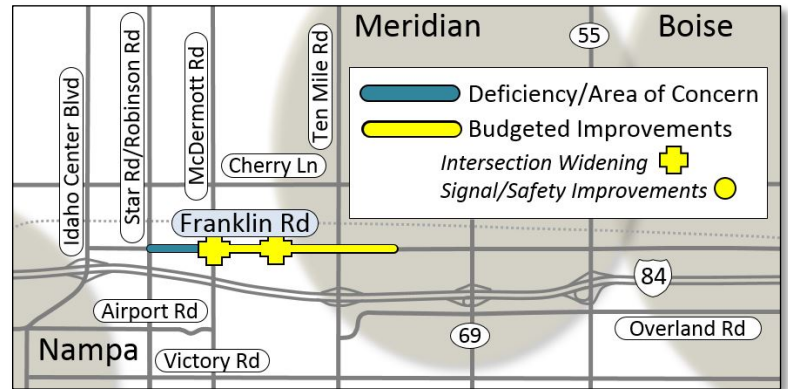 Meridian
55
Boise
Idaho Center Blvd
Star Rd/Robinson Rd
McDermott Rd
Ten Mile Rd
Deficiency/Area of Concern
Budgeted Improvements
Intersection Widening
Signal/Safety Improvements
Cherry Ln
Franklin Rd
84
Airport Rd
69
Overland Rd
Nampa
Victory Rd